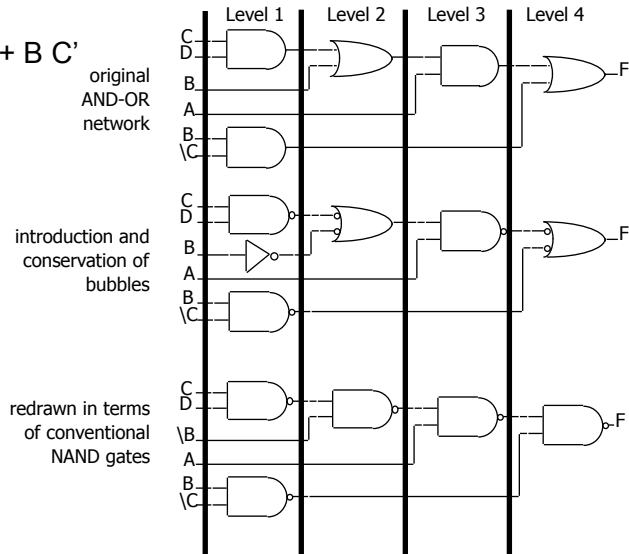 Level 1 Level 2 Level 3 Level 4
+ B C’
original
AND-OR
network
C
D
B
A
B
\C
F
introduction and
conservation of
bubbles
C
D
B
A
B
\C
F
redrawn in terms
of conventional
NAND gates
C
D
\B
A
B
\C
F